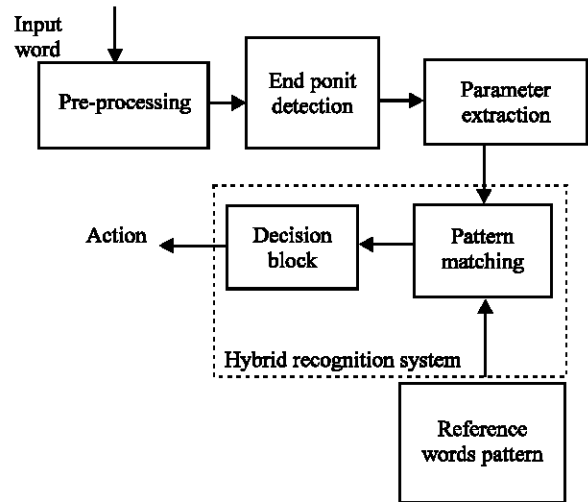 Input
word
Pre-processing
End ponit
detection
Parameter
extraction
Action
Decision
block
Pattern
matching
Hybrid recognition system
Reference
words pattern